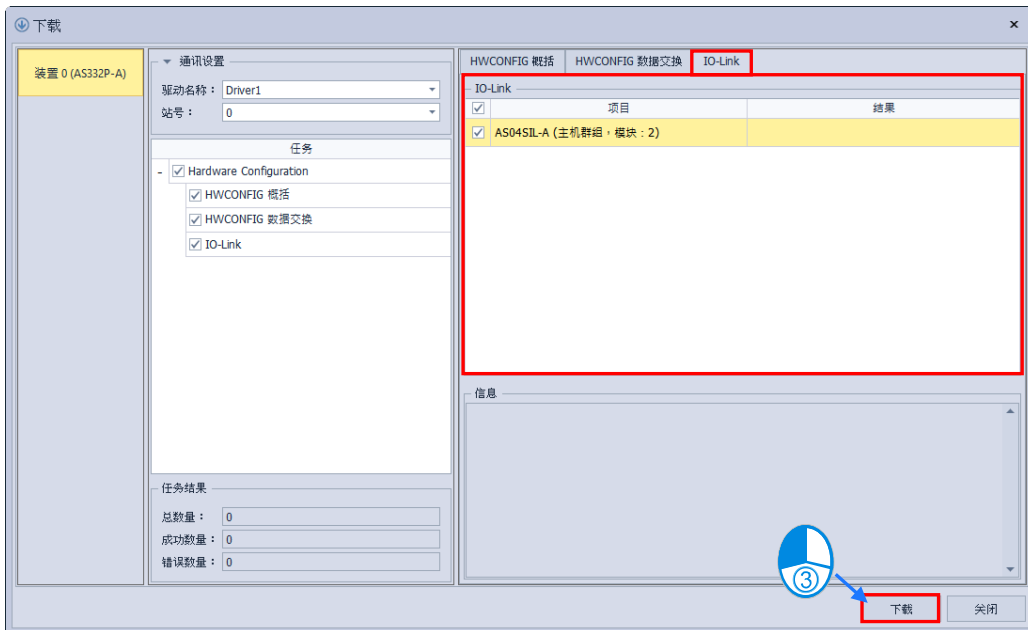 下载
装置 0 (AS332P-A)
通讯设置
驱动名称： Driver1
站号： 0
任务
Hardware Configuration
HWCONFIG 概括
HWCONFIG 数据交换
IO-Link
任务结果
总数量： 0
成功数量： 0
错误数量： 0
HWCONFIG 概括 HWCONFIG 数据交换 IO-Link
IO-Link
项目 结果
AS04SIL-A (主机群組，模块：2)
信息
③
下载 关闭